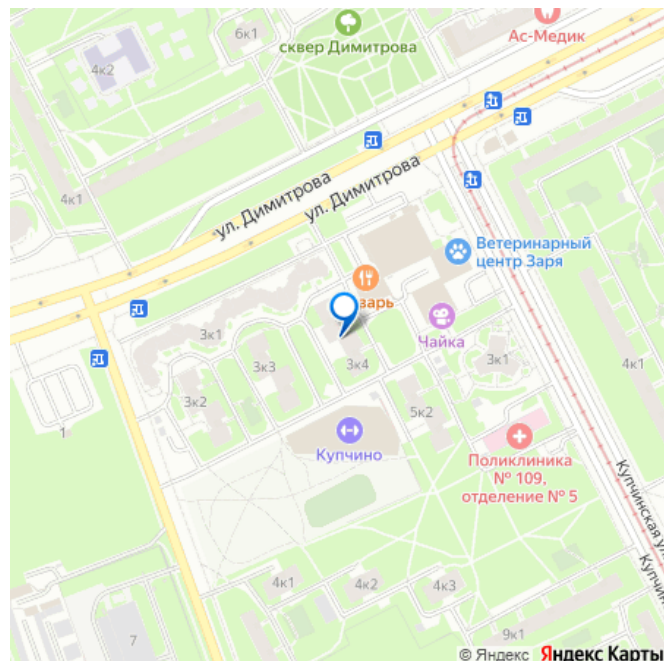 6к1
Ас-Медик
сквер Димитрова
4к2
4к1
ул. Димитрова
ул. Димитрова
Ветеринарный
центр Заря
варь
3к1
Чайка
3к3
3к4
3к1
4к1
3к2
5к2
1
Купчино
Поликлиника
№ 109,
отделение № 5
Купчинская ул.
Купчин
4к1
4к2
4к3
7
9к1
© Яндекс Яндекс Карты